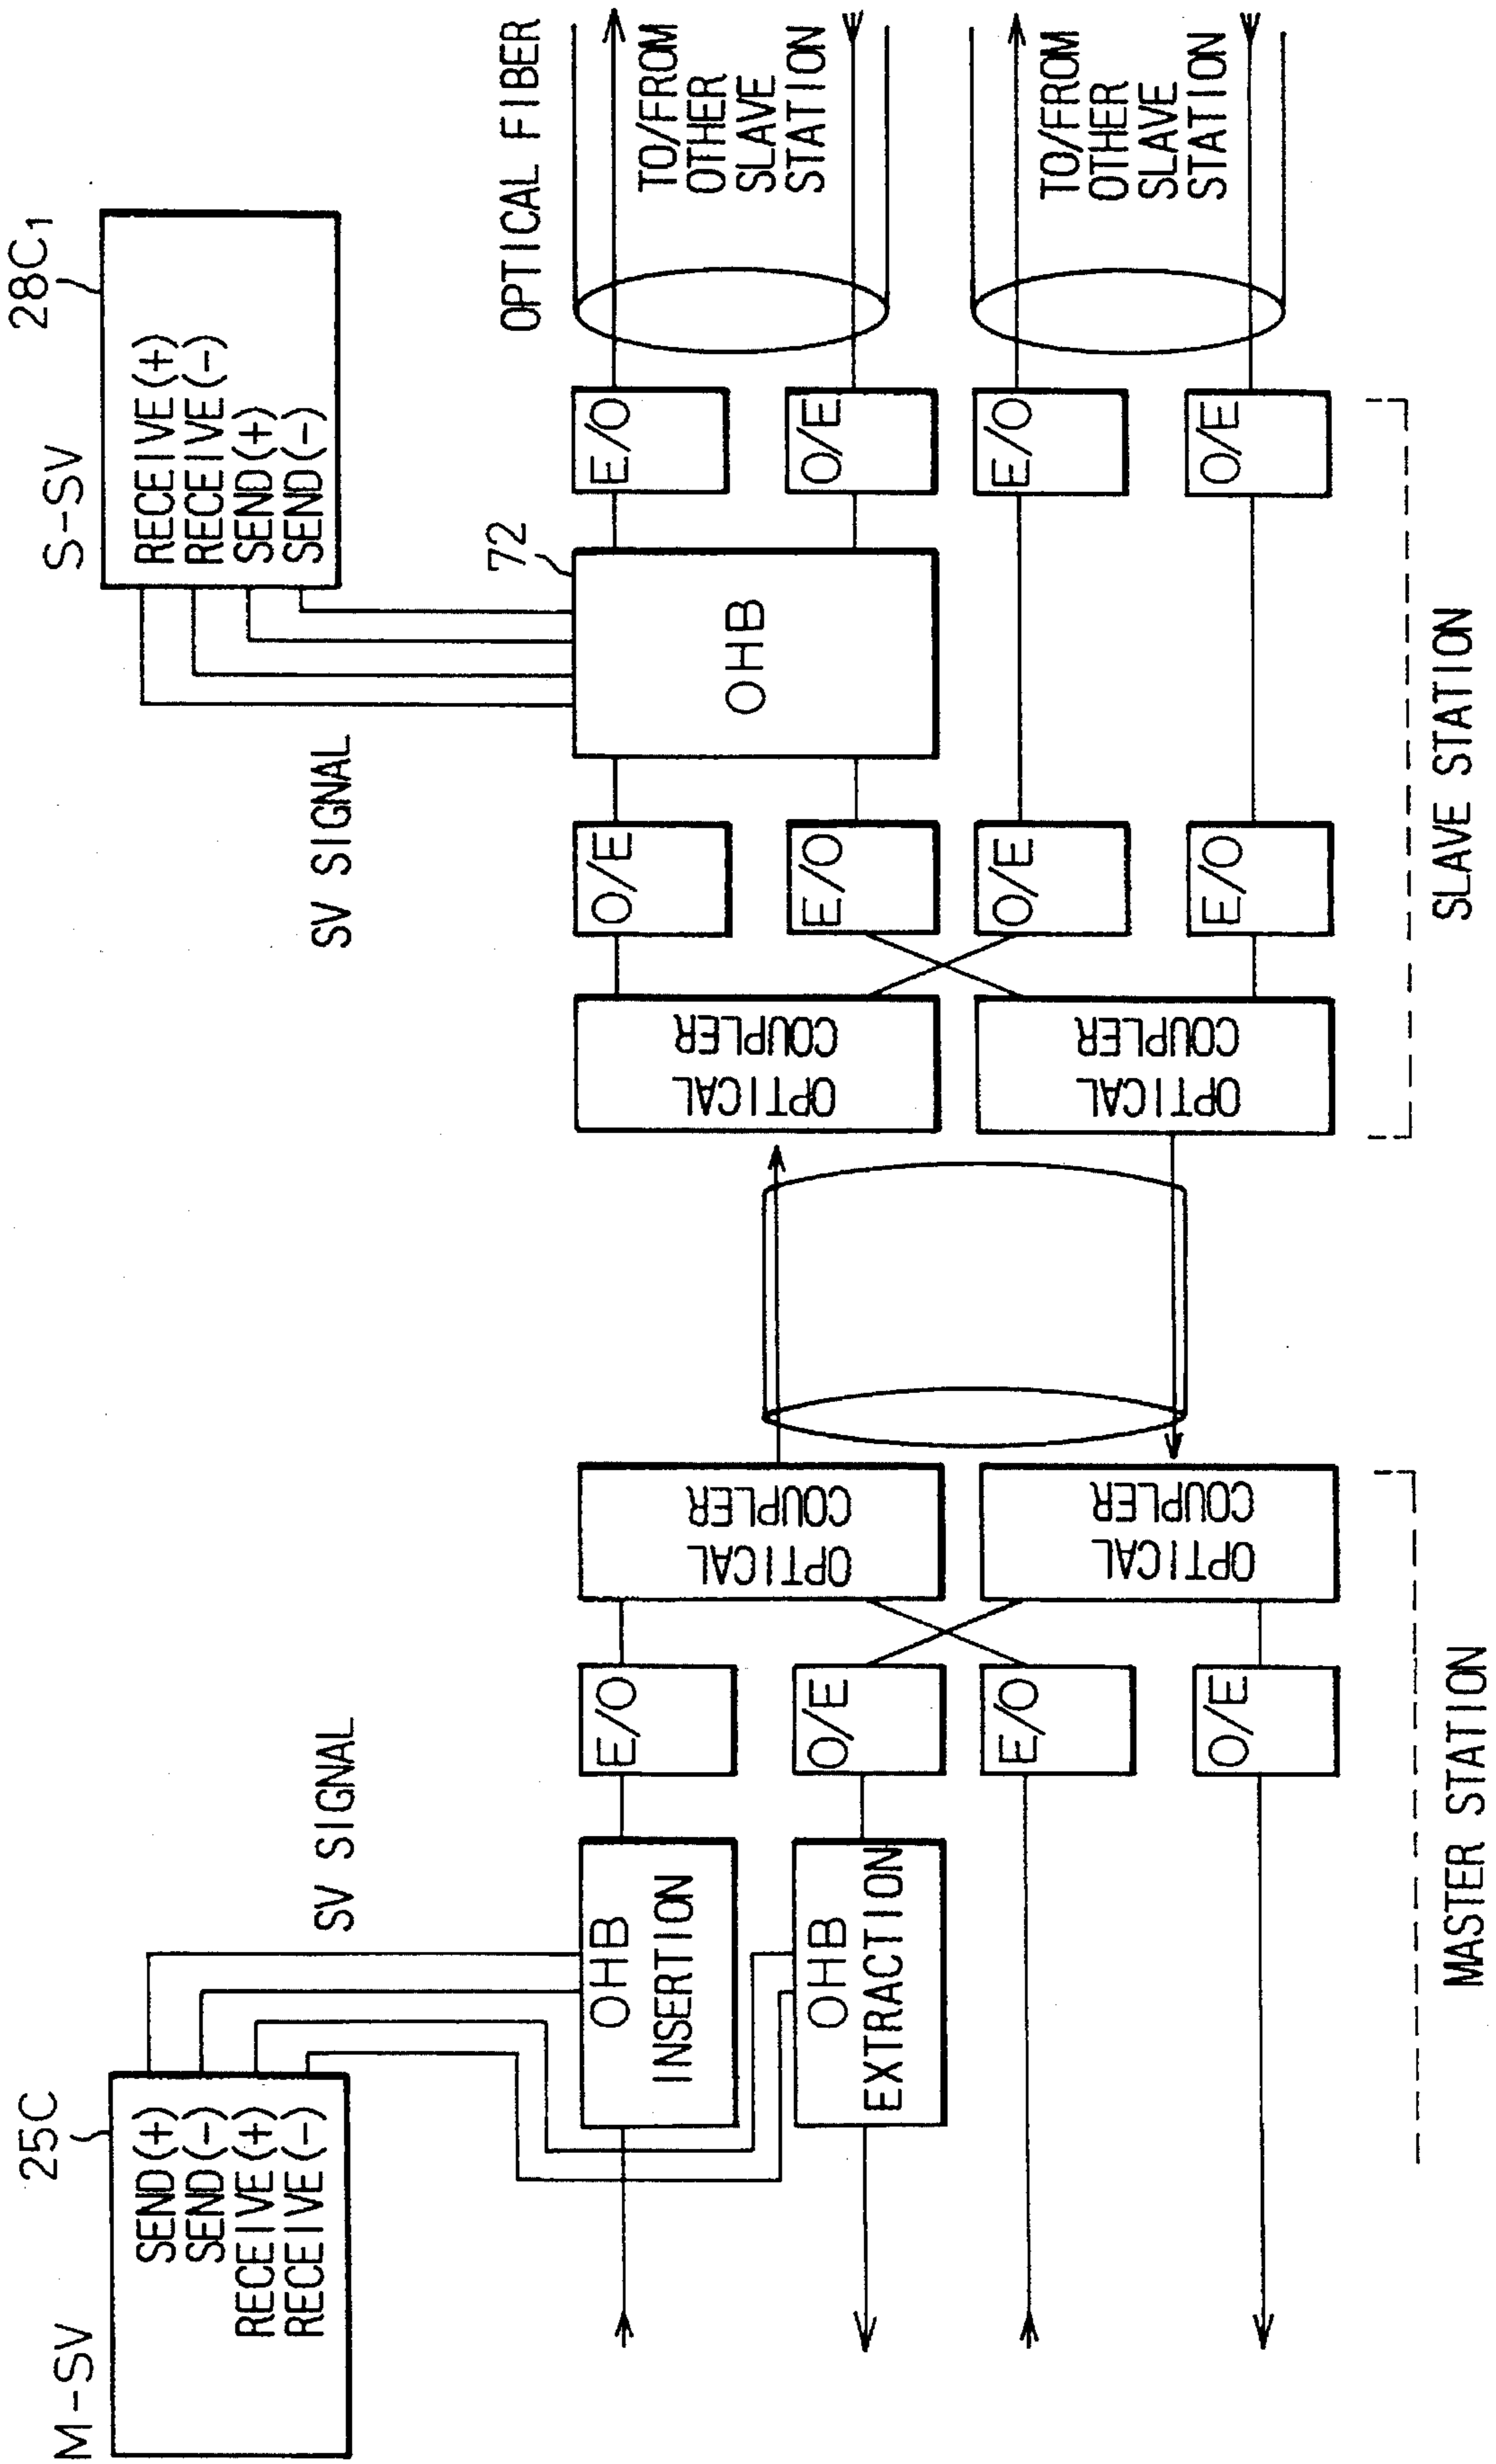 M-SV
25C
SEND(+)
SEND(-)
RECEIVE(+)
RECEIVE(-)
SV SIGNAL
OHB
INSERTION
OHB
EXTRACTION
E/O
O/E
E/O
O/E
OPTICAL
COUPLER
OPTICAL
COUPLER
MASTER STATION
S-SV
28C₁
RECEIVE(+)
RECEIVE(-)
SEND(+)
SEND(-)
SV SIGNAL
OPTICAL
COUPLER
OPTICAL
COUPLER
O/E
E/O
O/E
E/O
72
OHB
E/O
O/E
E/O
O/E
OPTICAL FIBER
TO/FROM
OTHER
SLAVE
STATION
TO/FROM
OTHER
SLAVE
STATION
SLAVE STATION